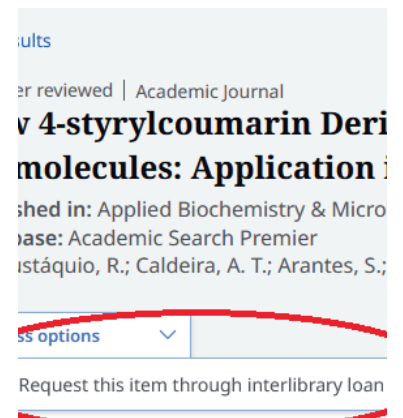 sults
er reviewed | Academic Journal
w 4-styrylcoumarin Deri
molecules: Application i
shed in: Applied Biochemistry & Micro
base: Academic Search Premier
ustáquio, R.; Caldeira, A. T.; Arantes, S.;
ss options
Request this item through interlibrary loan